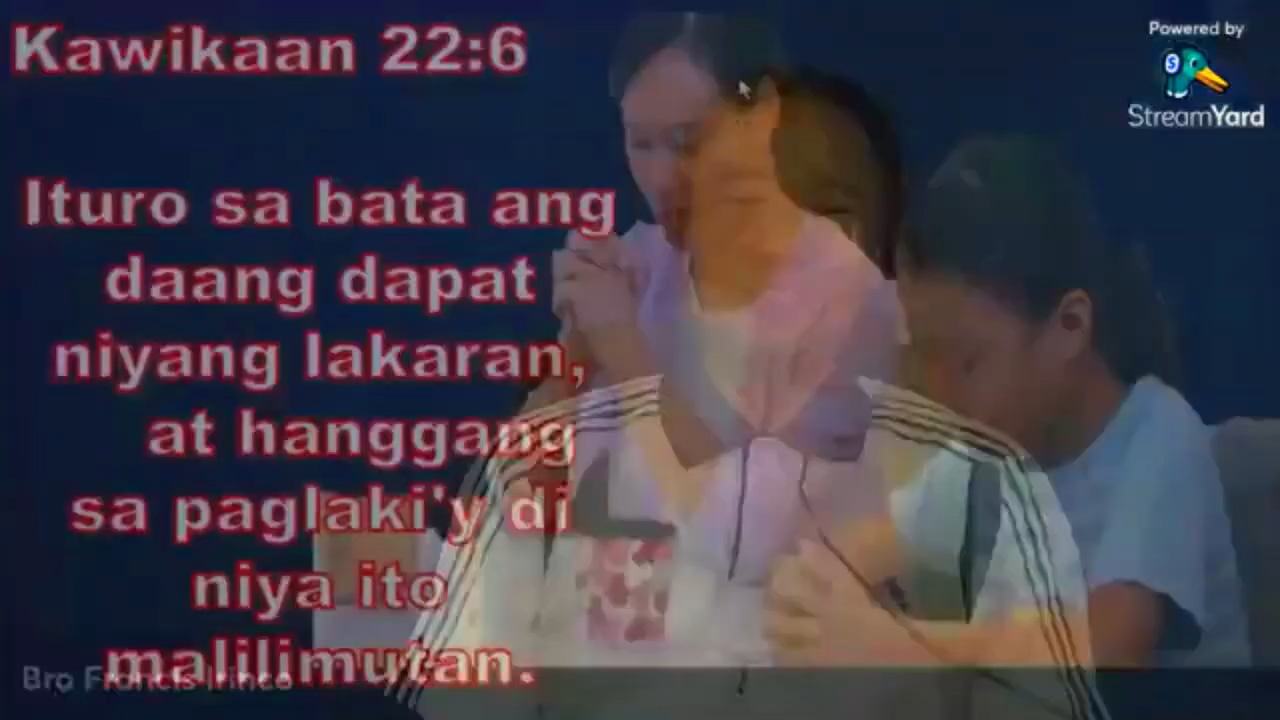 Kawikaan 22:6
Powered by
StreamYard
Ituro sa bata ang
daang dapat
niyang lakaran,
at hanggang
sa paglaki'y di
niya ito
malilimutan.
Bro Francis Irinco